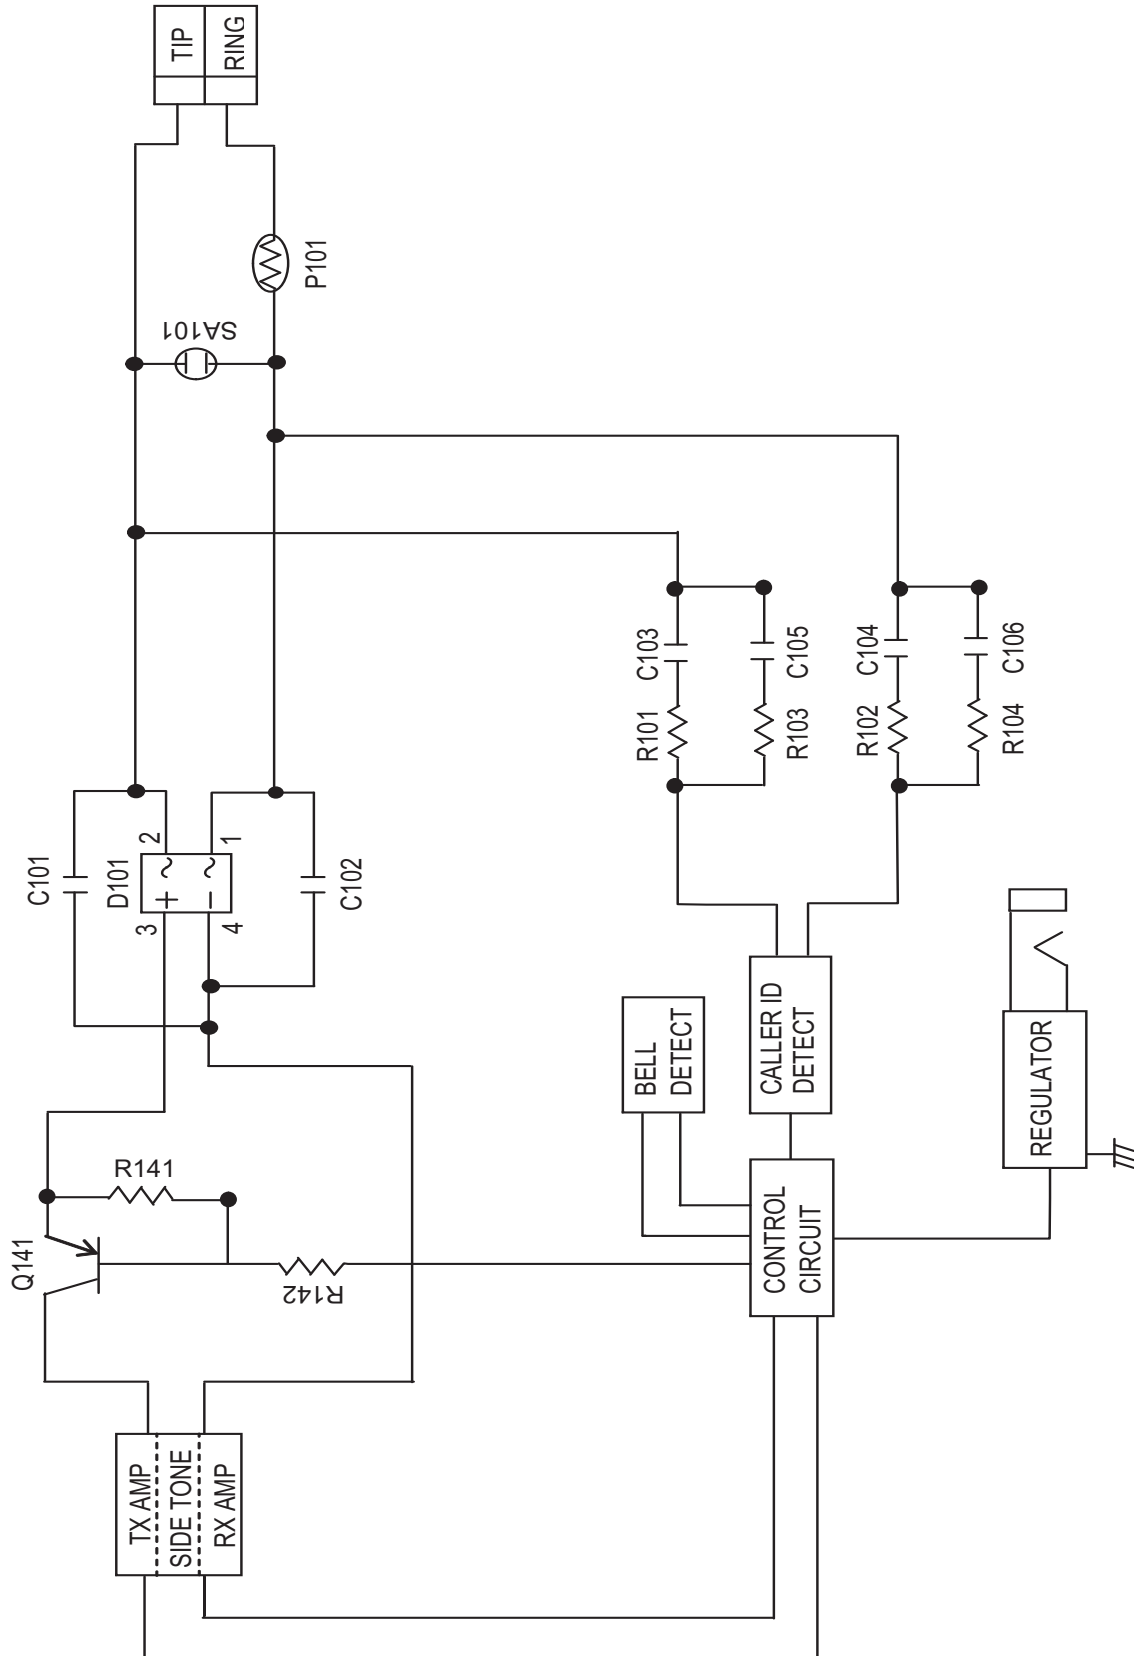 TIP
RING
P101
SA101
C101
D101
2
1
3
4
+
~
-
~
C102
C103
C105
C104
C106
R101
R103
R102
R104
BELL
DETECT
CALLER ID
DETECT
REGULATOR
CONTROL
CIRCUIT
R141
Q141
R142
TX AMP
SIDE TONE
RX AMP